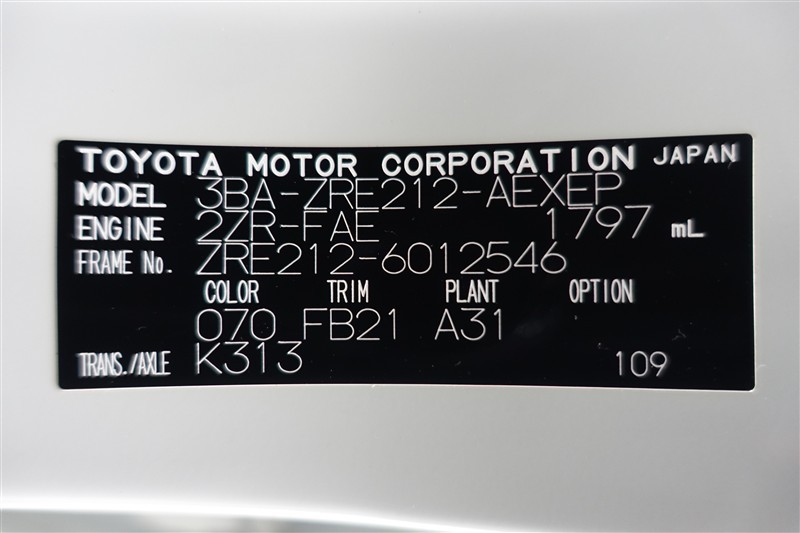 TOYOTA MOTOR CORPORATION JAPAN
MODEL 3BA-ZRE212-AEXEP
ENGINE 2ZR-FAE 1797 mL
FRAME No. ZRE212-6012546
COLOR TRIM PLANT OPTION
070 FB21 A31
TRANS./AXLE K313 109